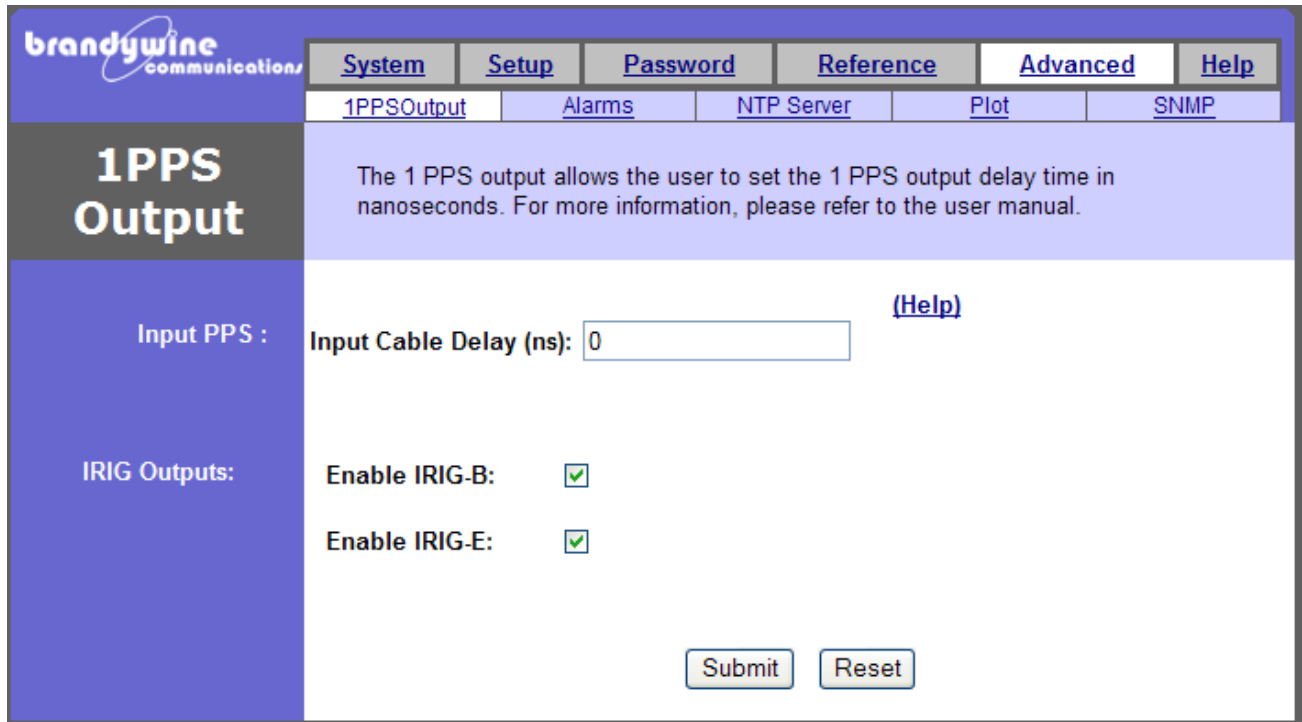 brandywine
communications
System Setup Password Reference Advanced Help
1PPSOutput Alarms NTP Server Plot SNMP
1PPS
Output
The 1 PPS output allows the user to set the 1 PPS output delay time in
nanoseconds. For more information, please refer to the user manual.
(Help)
Input PPS : Input Cable Delay (ns): 0
IRIG Outputs: Enable IRIG-B:
Enable IRIG-E:
Submit Reset